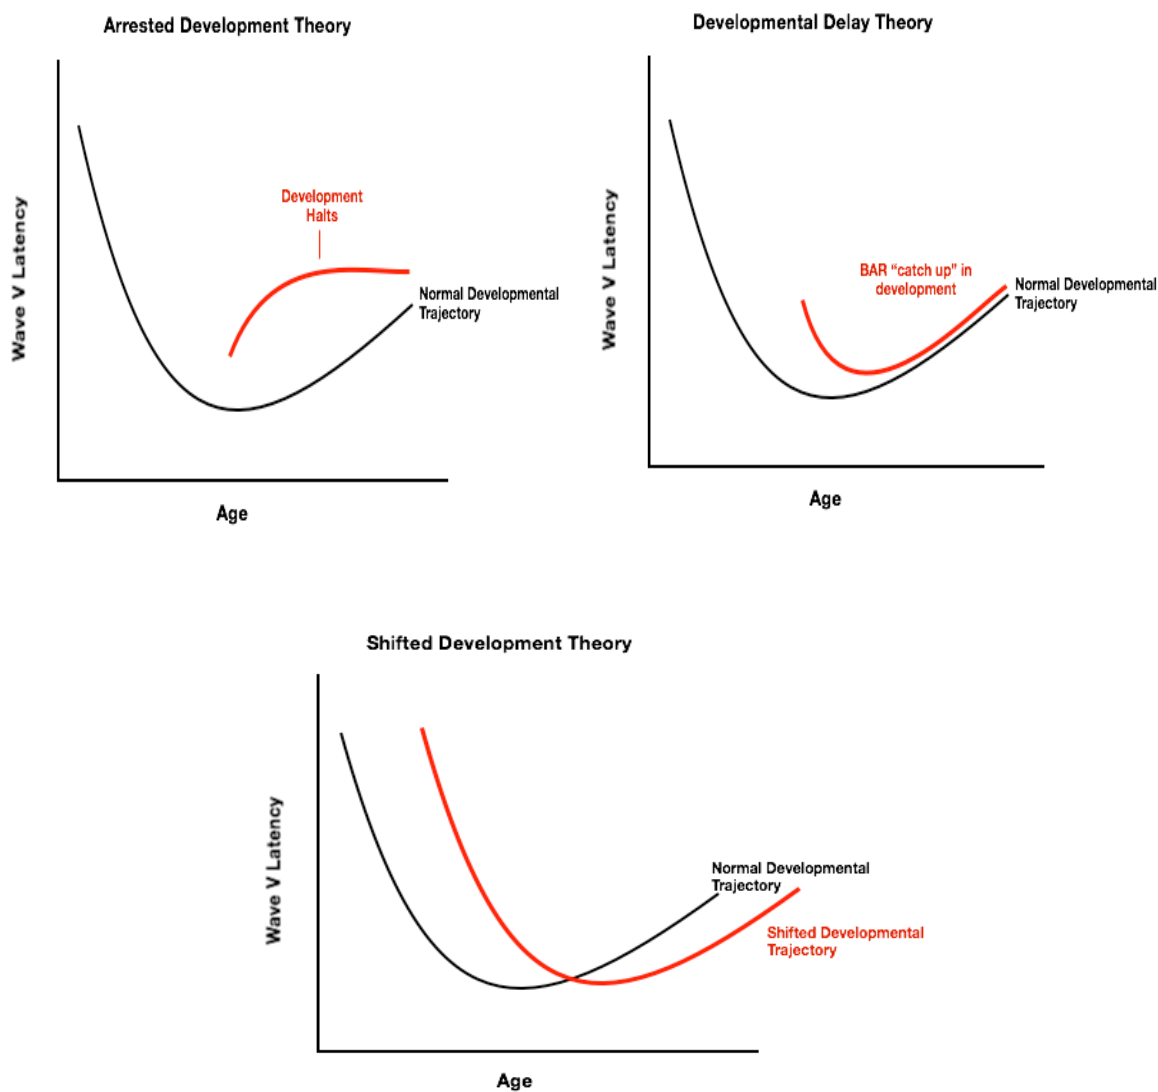 Arrested Development Theory
Wave V Latency
Development
Halts
Normal Developmental
Trajectory
Age
Developmental Delay Theory
Wave V Latency
BAR “catch up” in
development
Normal Developmental
Trajectory
Age
Shifted Development Theory
Wave V Latency
Normal Developmental
Trajectory
Shifted Developmental
Trajectory
Age